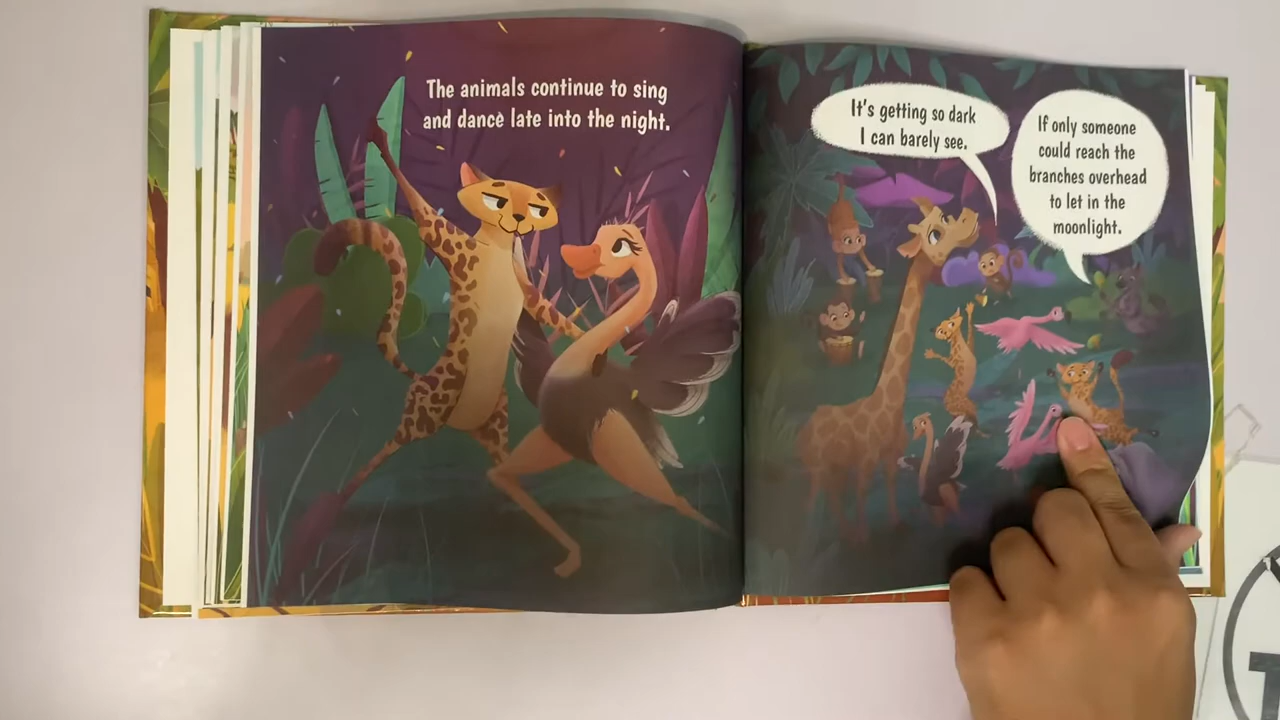 The animals continue to sing
and dance late into the night.
It's getting so dark
I can barely see.
If only someone
could reach the
branches overhead
to let in the
moonlight.